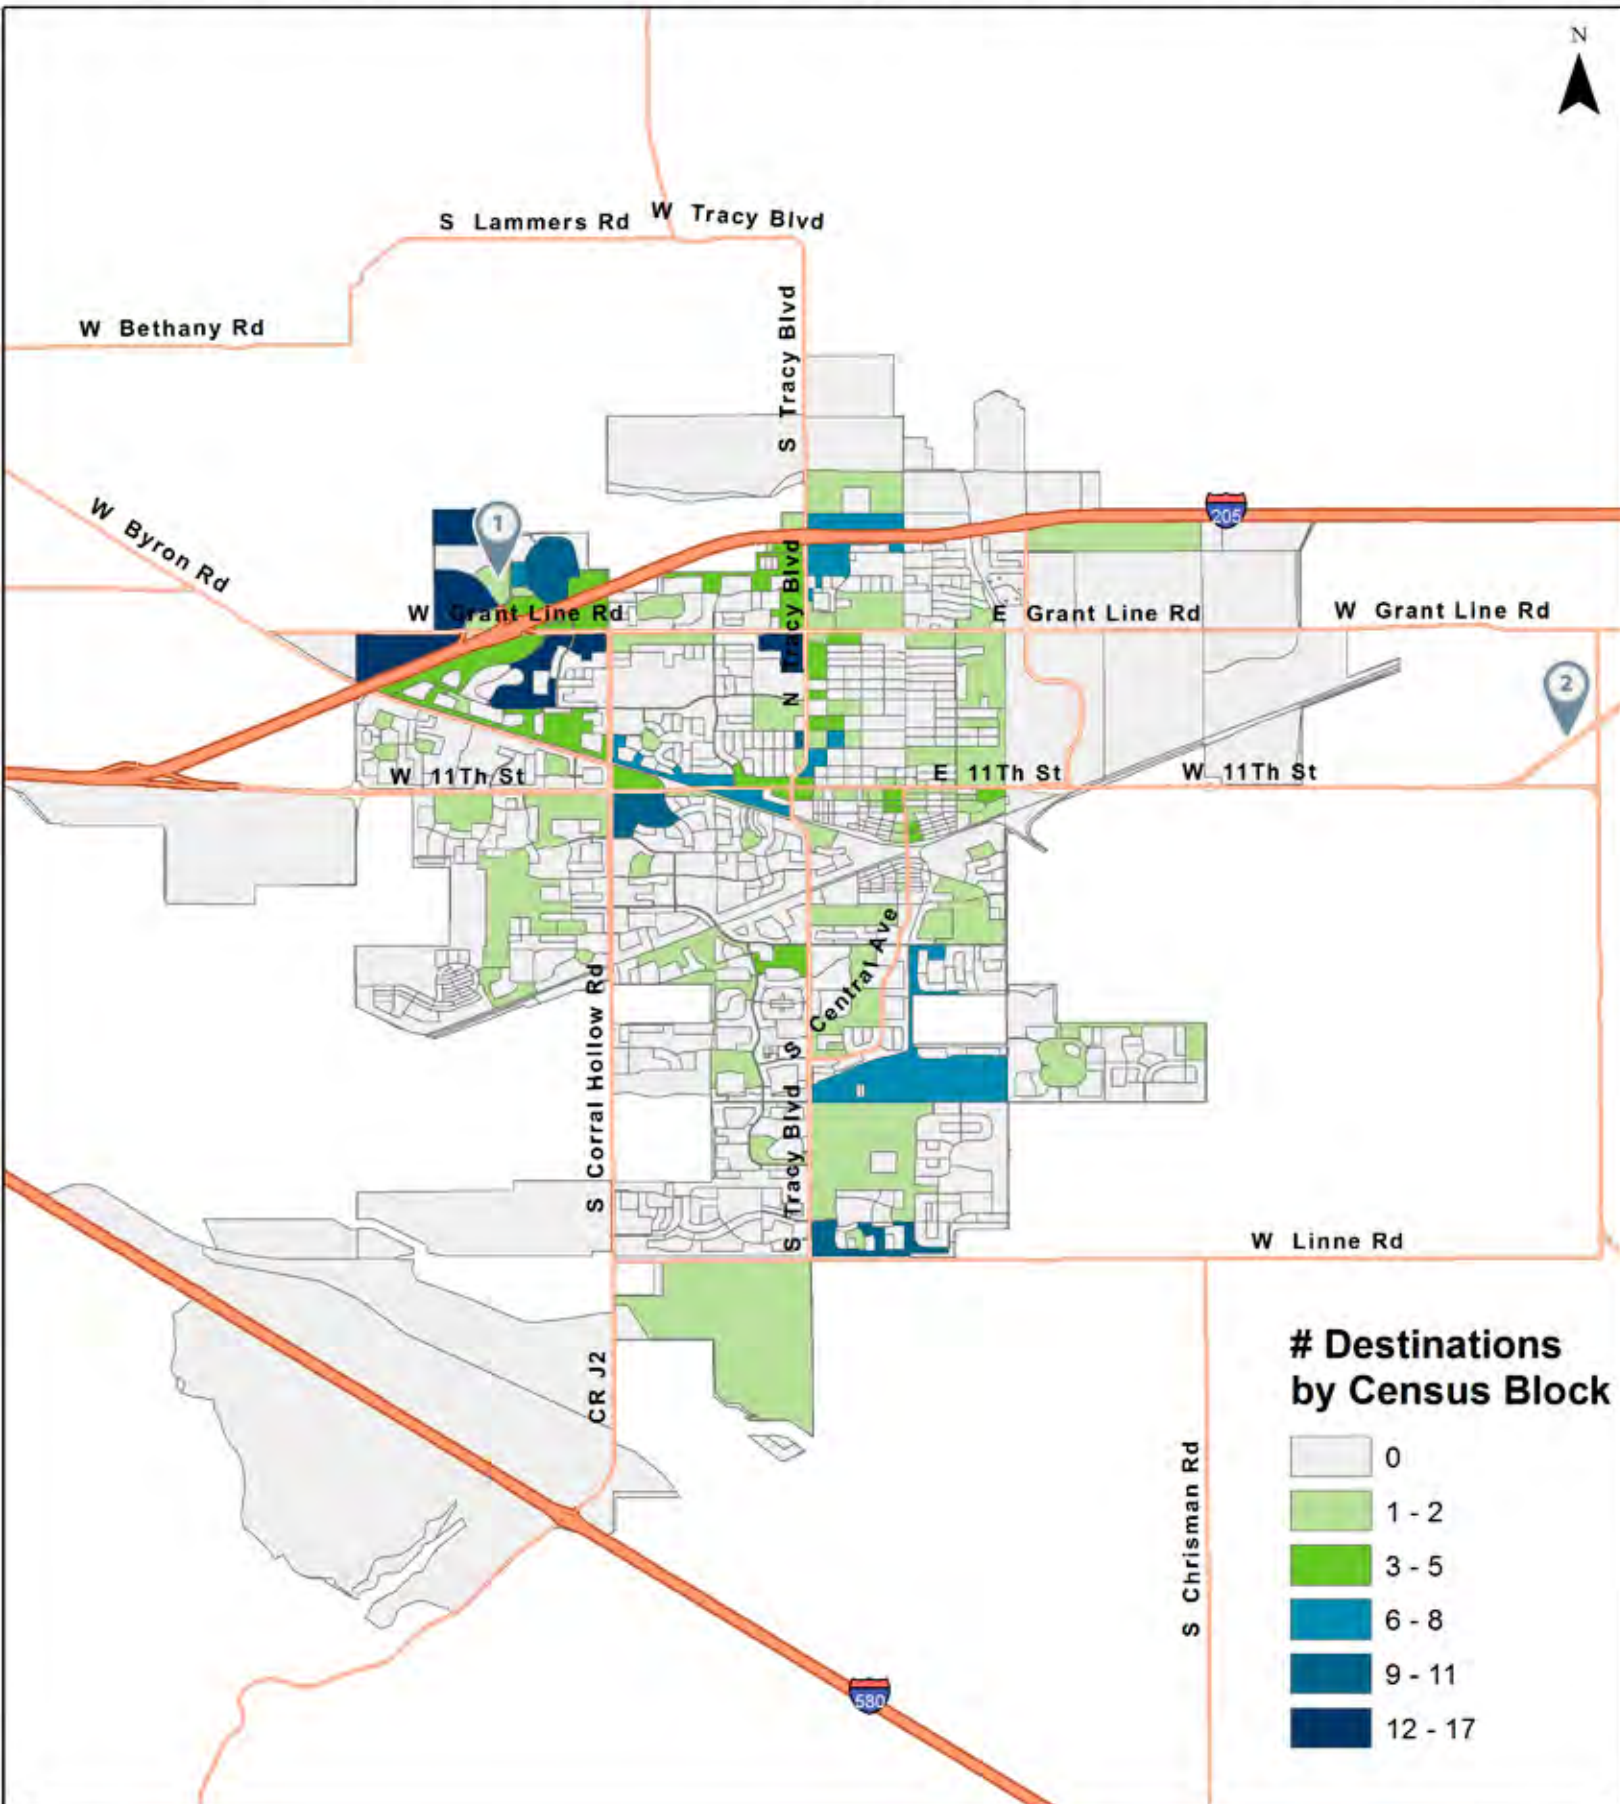 N
S Lammers Rd
W Tracy Blvd
W Bethany Rd
S Tracy Blvd
W Byron Rd
1
205
W Grant Line Rd
N Tracy Blvd
E Grant Line Rd
W Grant Line Rd
2
W 11Th St
E 11Th St
W 11Th St
S Central Ave
S Corral Hollow Rd
S Tracy Blvd
W Linne Rd
CR J2
S Chrisman Rd
580
# Destinations
by Census Block
0
1 - 2
3 - 5
6 - 8
9 - 11
12 - 17